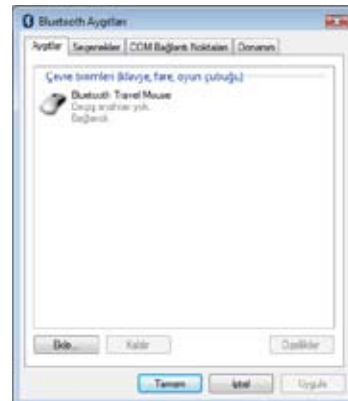 Bluetooth Aygıtları
Aygıtlar Seçenekler COM Bağlantı Noktaları Donanım
Çevre birimleri (klavye, fare, oyun çubuğu)
Bluetooth Travel Mouse
Geçiş anahtarı yok.
Bağlandı
Ekle... Kaldır Özellikler
Tamam İptal Uygula